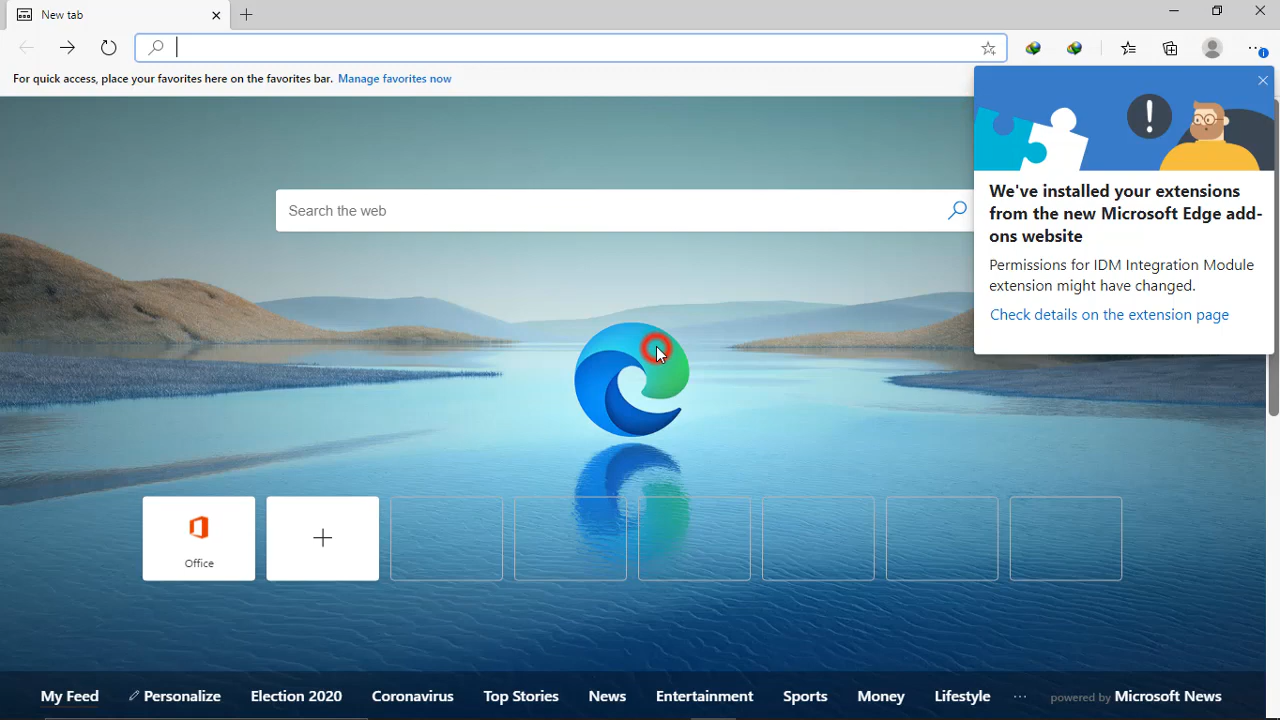 New tab
For quick access, place your favorites here on the favorites bar. Manage favorites now
We've installed your extensions
from the new Microsoft Edge add-
ons website
Permissions for IDM Integration Module
extension might have changed.
Check details on the extension page
Search the web
Office
My Feed Personalize Election 2020 Coronavirus Top Stories News Entertainment Sports Money Lifestyle ... powered by Microsoft News